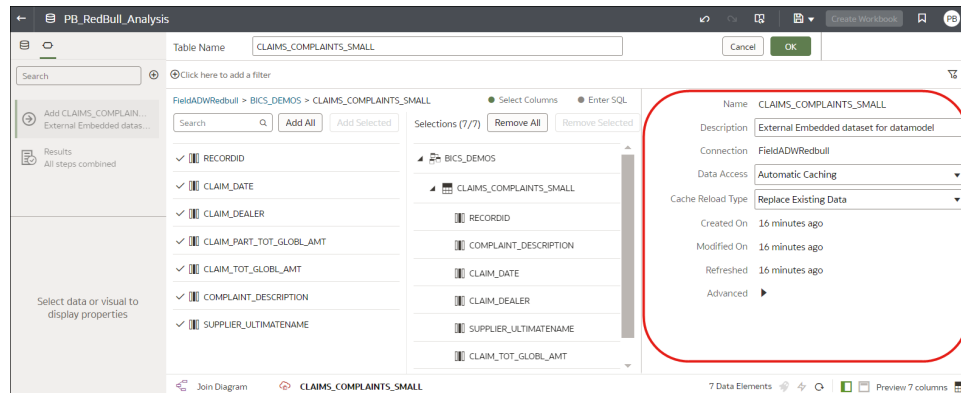 PB_RedBull_Analysis
Create Workbook
PB
Table Name
CLAIMS_COMPLAINTS_SMALL
Cancel
OK
Search
Click here to add a filter
Add CLAIMS_COMPLAIN...
External Embedded datas...
Results
All steps combined
Select data or visual to
display properties
FieldADWRedbull > BICS_DEMOS > CLAIMS_COMPLAINTS_SMALL
Select Columns
Enter SQL
Search
Add All
Add Selected
Selections (7/7)
Remove All
Remove Selected
RECORDID
CLAIM_DATE
CLAIM_DEALER
CLAIM_PART_TOT_GLOBL_AMT
CLAIM_TOT_GLOBL_AMT
COMPLAINT_DESCRIPTION
SUPPLIER_ULTIMATENAME
BICS_DEMOS
CLAIMS_COMPLAINTS_SMALL
RECORDID
COMPLAINT_DESCRIPTION
CLAIM_DATE
CLAIM_DEALER
SUPPLIER_ULTIMATENAME
CLAIM_TOT_GLOBL_AMT
Name CLAIMS_COMPLAINTS_SMALL
Description External Embedded dataset for datamodel
Connection FieldADWRedbull
Data Access Automatic Caching
Cache Reload Type Replace Existing Data
Created On 16 minutes ago
Modified On 16 minutes ago
Refreshed 16 minutes ago
Advanced
Join Diagram
CLAIMS_COMPLAINTS_SMALL
7 Data Elements
Preview 7 columns